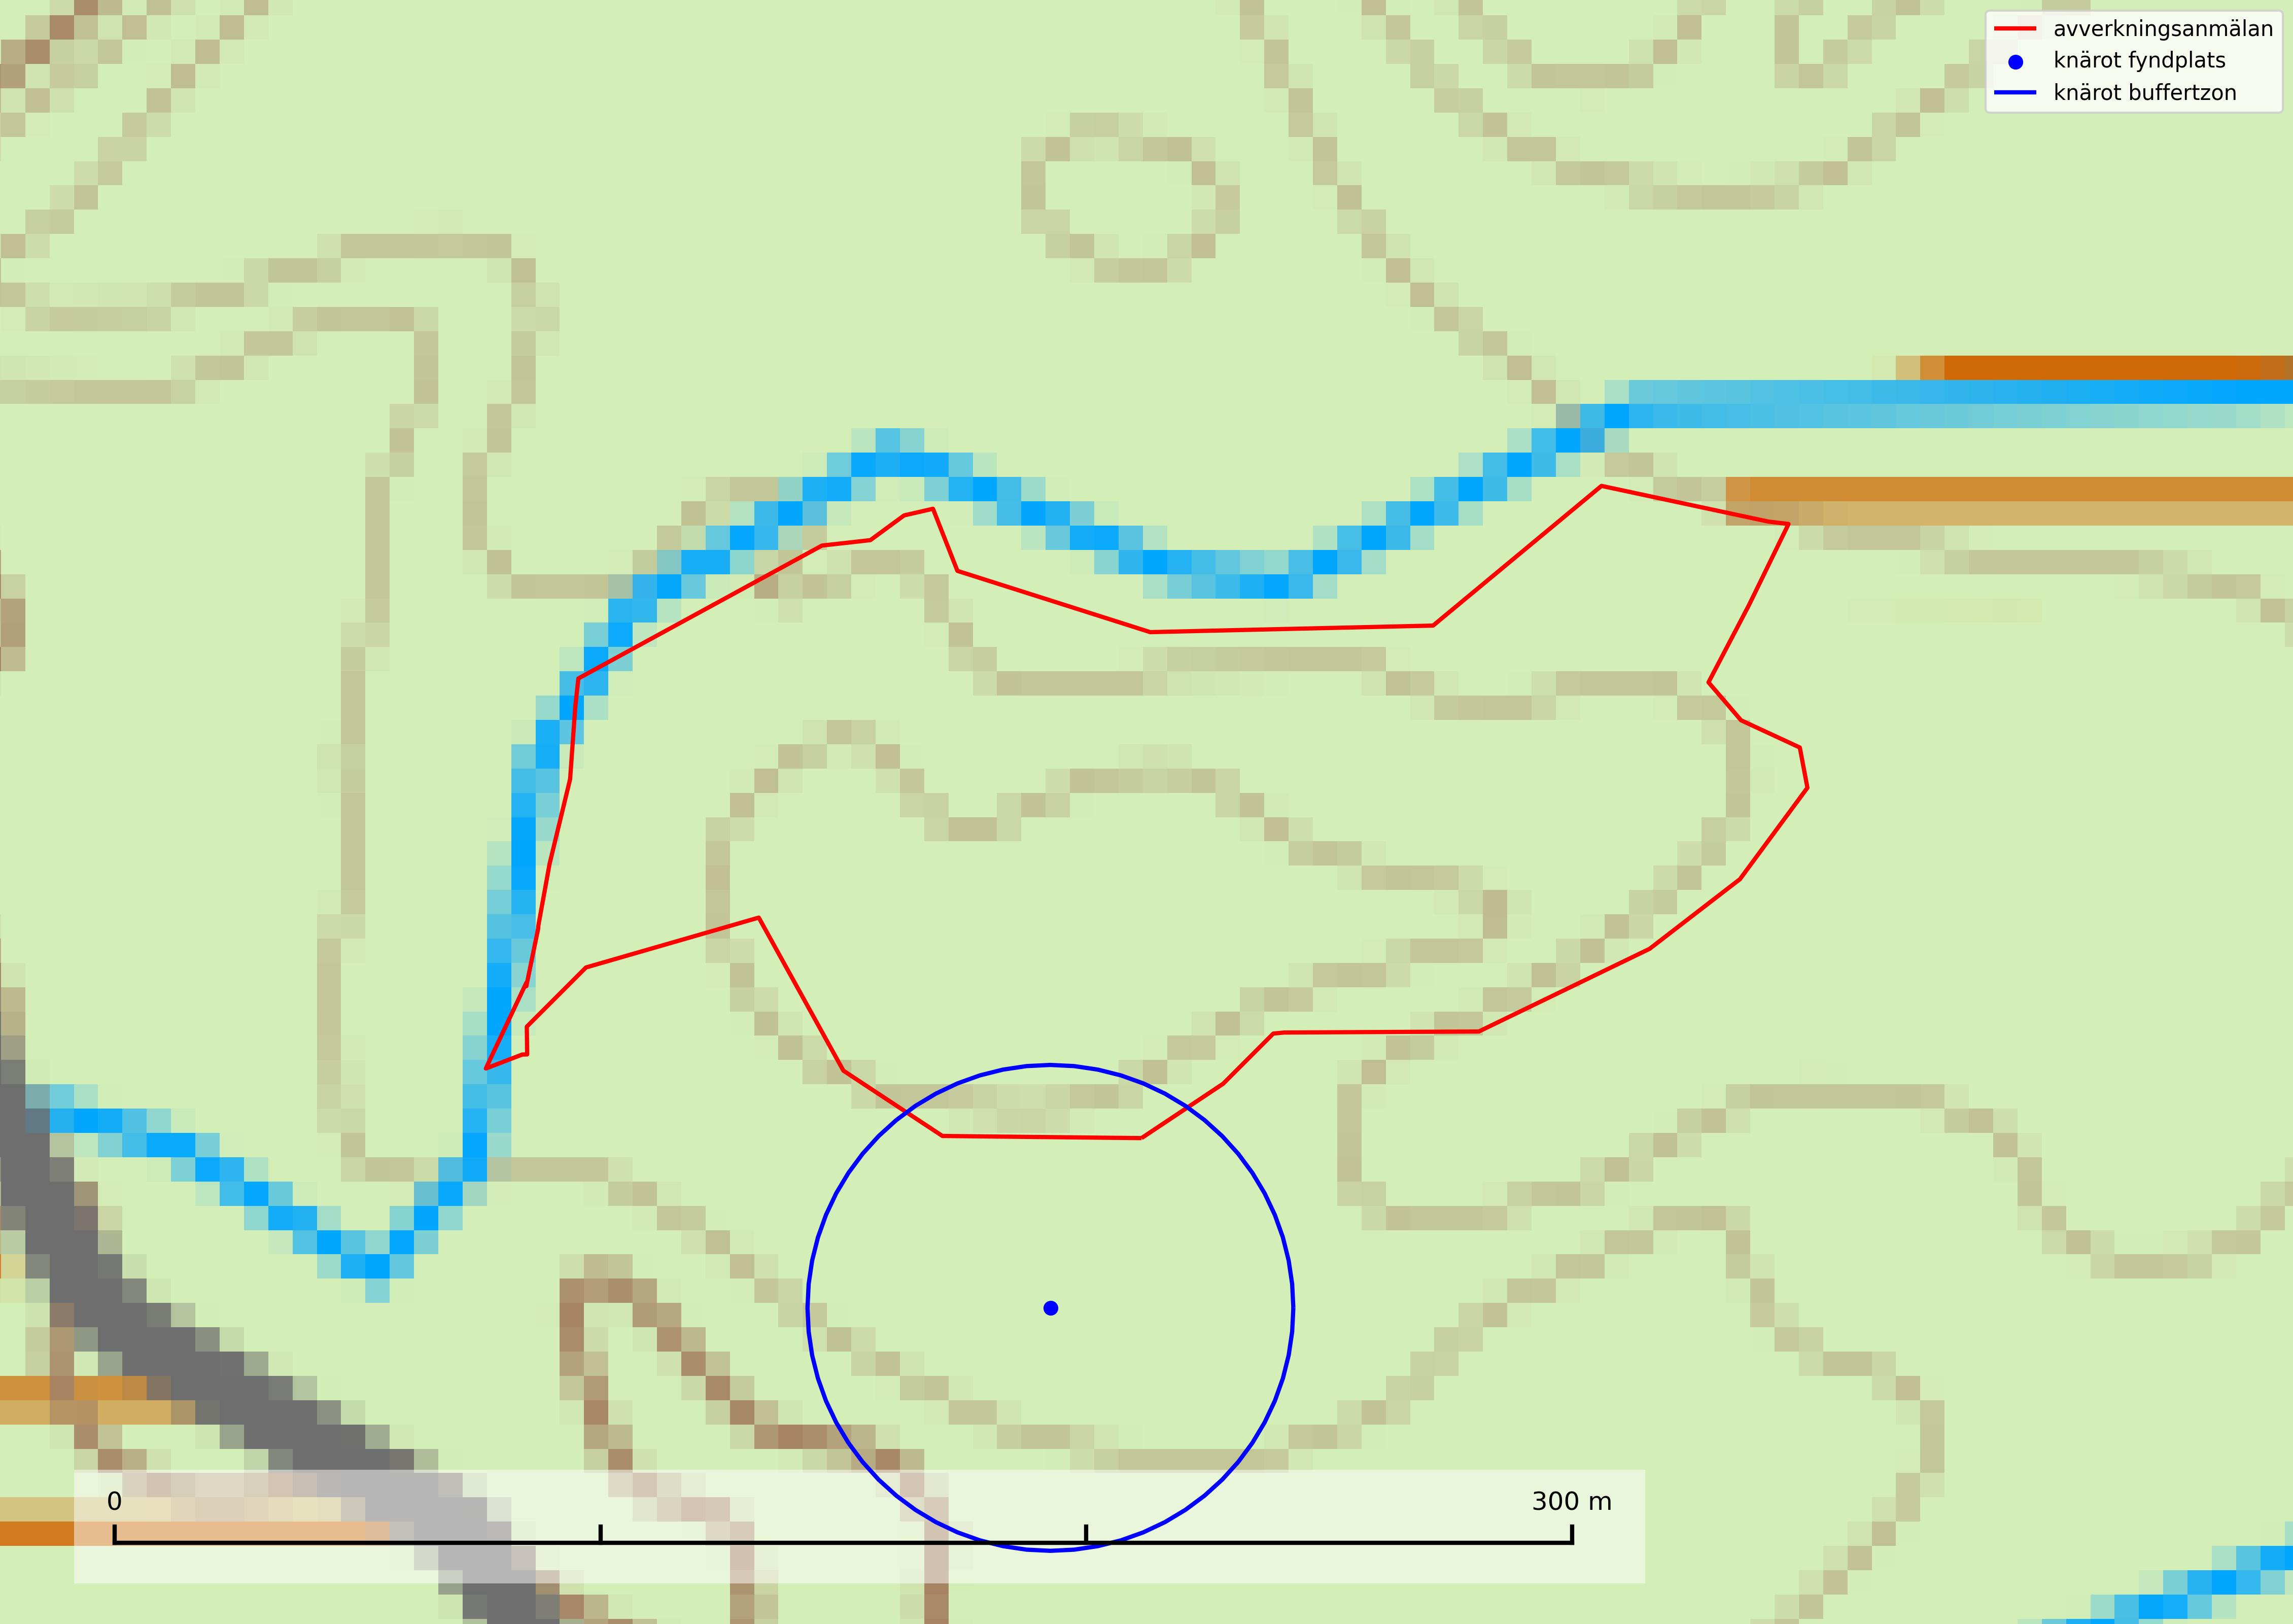 avverkningsanmälan
knärot fyndplats
knärot buffertzon
0 300 m